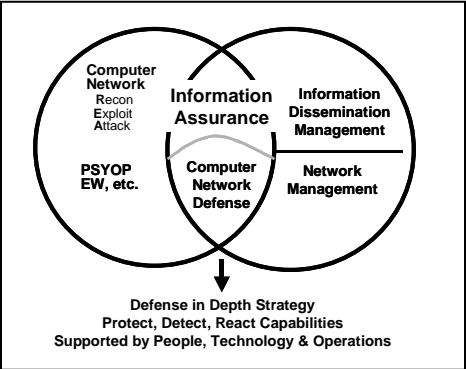 Computer
Network
Recon
Exploit
Attack
PSYOP
EW, etc.
Information
Assurance
Computer
Network
Defense
Information
Dissemination
Management
Network
Management
Defense in Depth Strategy
Protect, Detect, React Capabilities
Supported by People, Technology & Operations